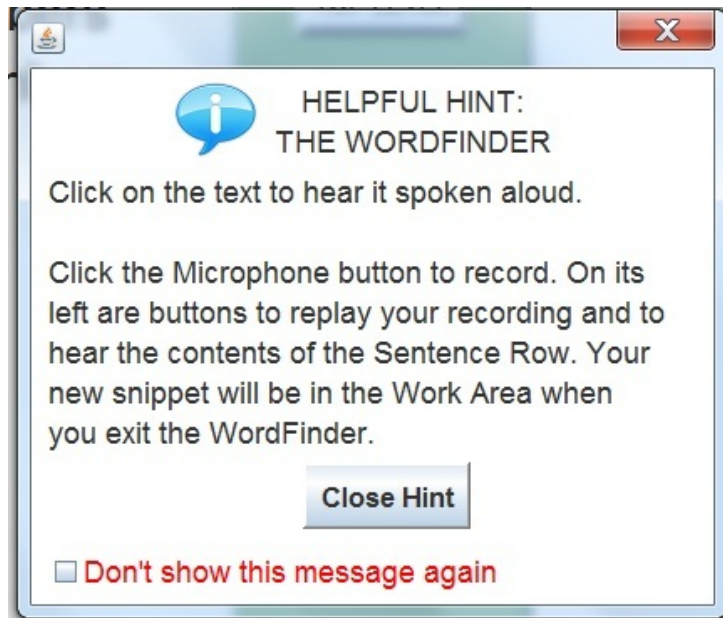 HELPFUL HINT:
THE WORDFINDER
Click on the text to hear it spoken aloud.
Click the Microphone button to record. On its
left are buttons to replay your recording and to
hear the contents of the Sentence Row. Your
new snippet will be in the Work Area when
you exit the WordFinder.
Close Hint
Don't show this message again